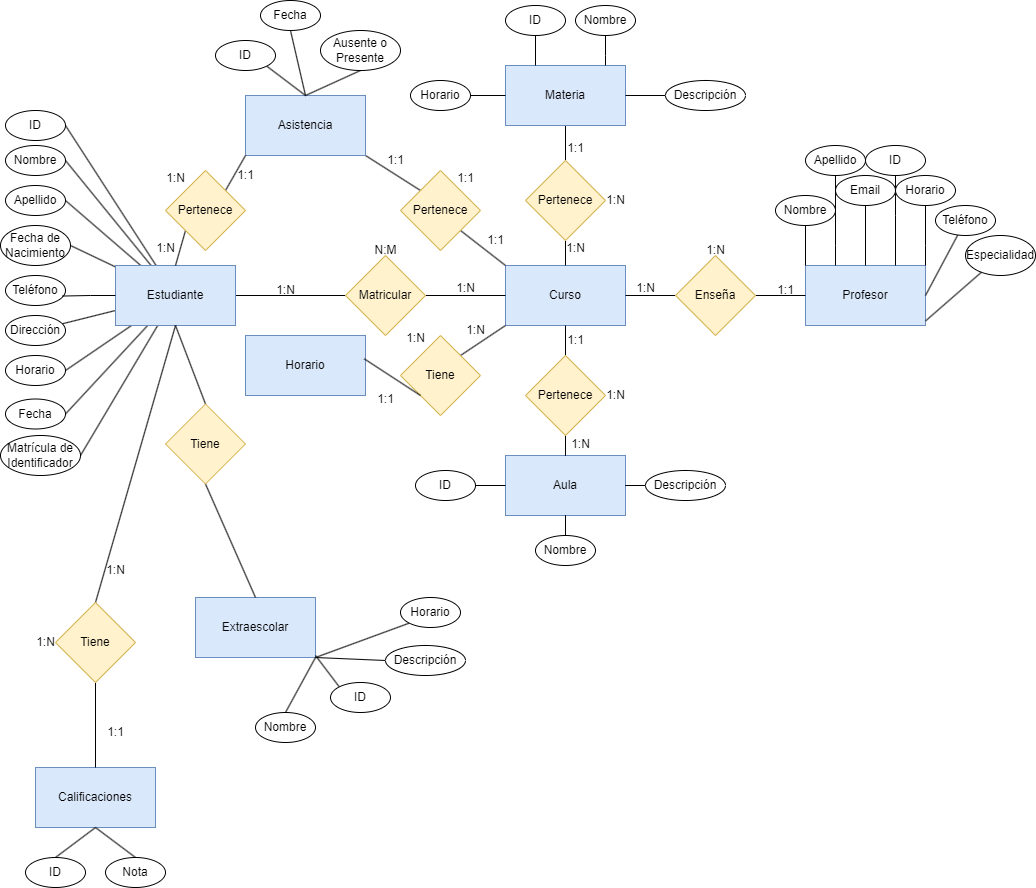 Fecha
ID
Nombre
ID
Ausente o
Presente
Horario
Materia
Descripción
Asistencia
ID
1:1
Nombre
1:1
Apellido
ID
1:N
1:1
1:1
Email
Horario
Apellido
Pertenece
Pertenece
Pertenece
1:N
Nombre
Teléfono
Fecha de
Nacimiento
1:N
1:1
1:N
1:N
Especialidad
N:M
Teléfono
Estudiante
1:N
Matricular
1:N
Curso
1:N
Enseña
1:1
Profesor
Dirección
1:N
1:N
1:1
Horario
Horario
Tiene
1:1
Pertenece
1:N
Fecha
Tiene
1:N
Matrícula de
Identificador
ID
Aula
Descripción
Nombre
1:N
Horario
Extraescolar
1:N
Tiene
Descripción
ID
Nombre
1:1
Calificaciones
ID
Nota